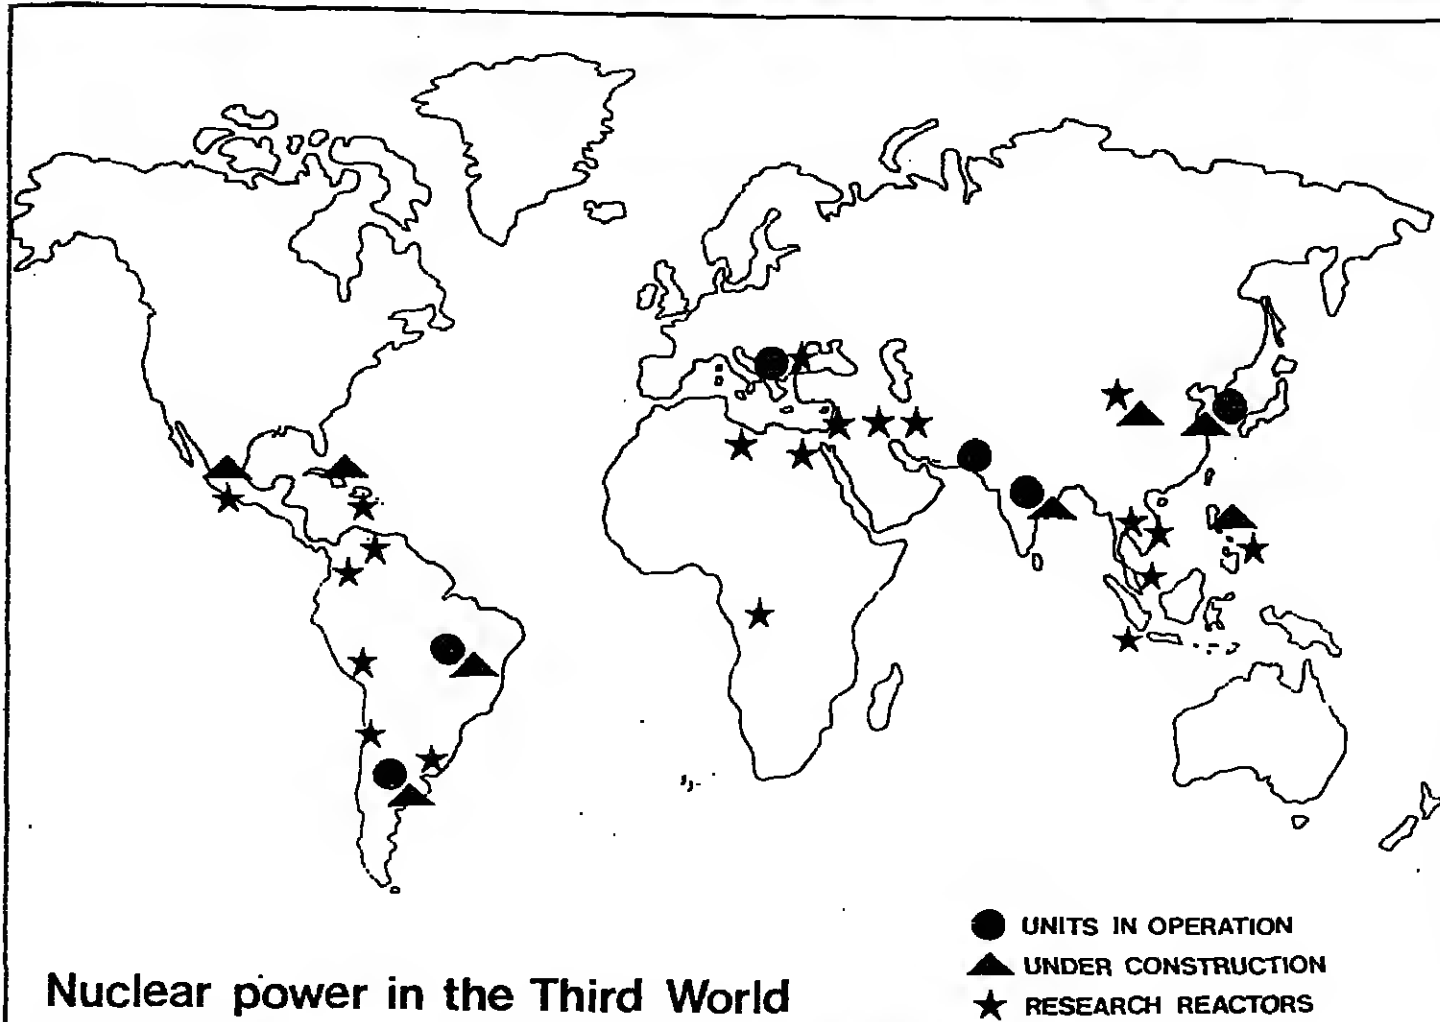 UNITS IN OPERATION
UNDER CONSTRUCTION
RESEARCH REACTORS
Nuclear power in the Third World